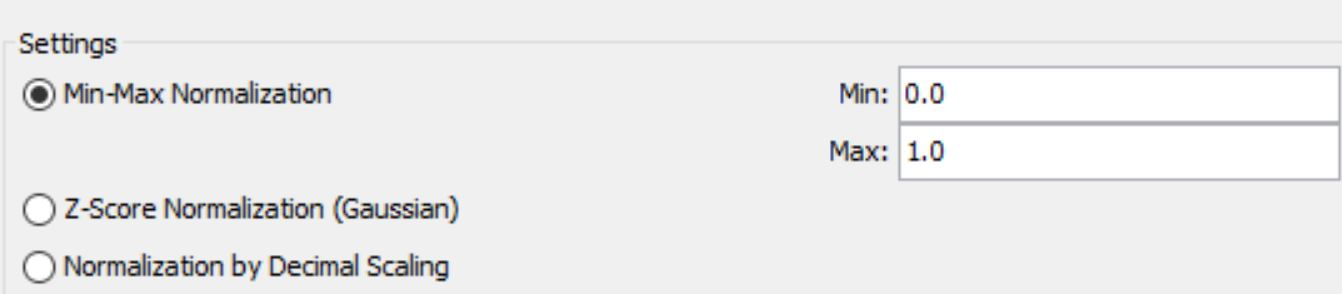 Settings
Min-Max Normalization Min: 0.0
Max: 1.0
Z-Score Normalization (Gaussian)
Normalization by Decimal Scaling